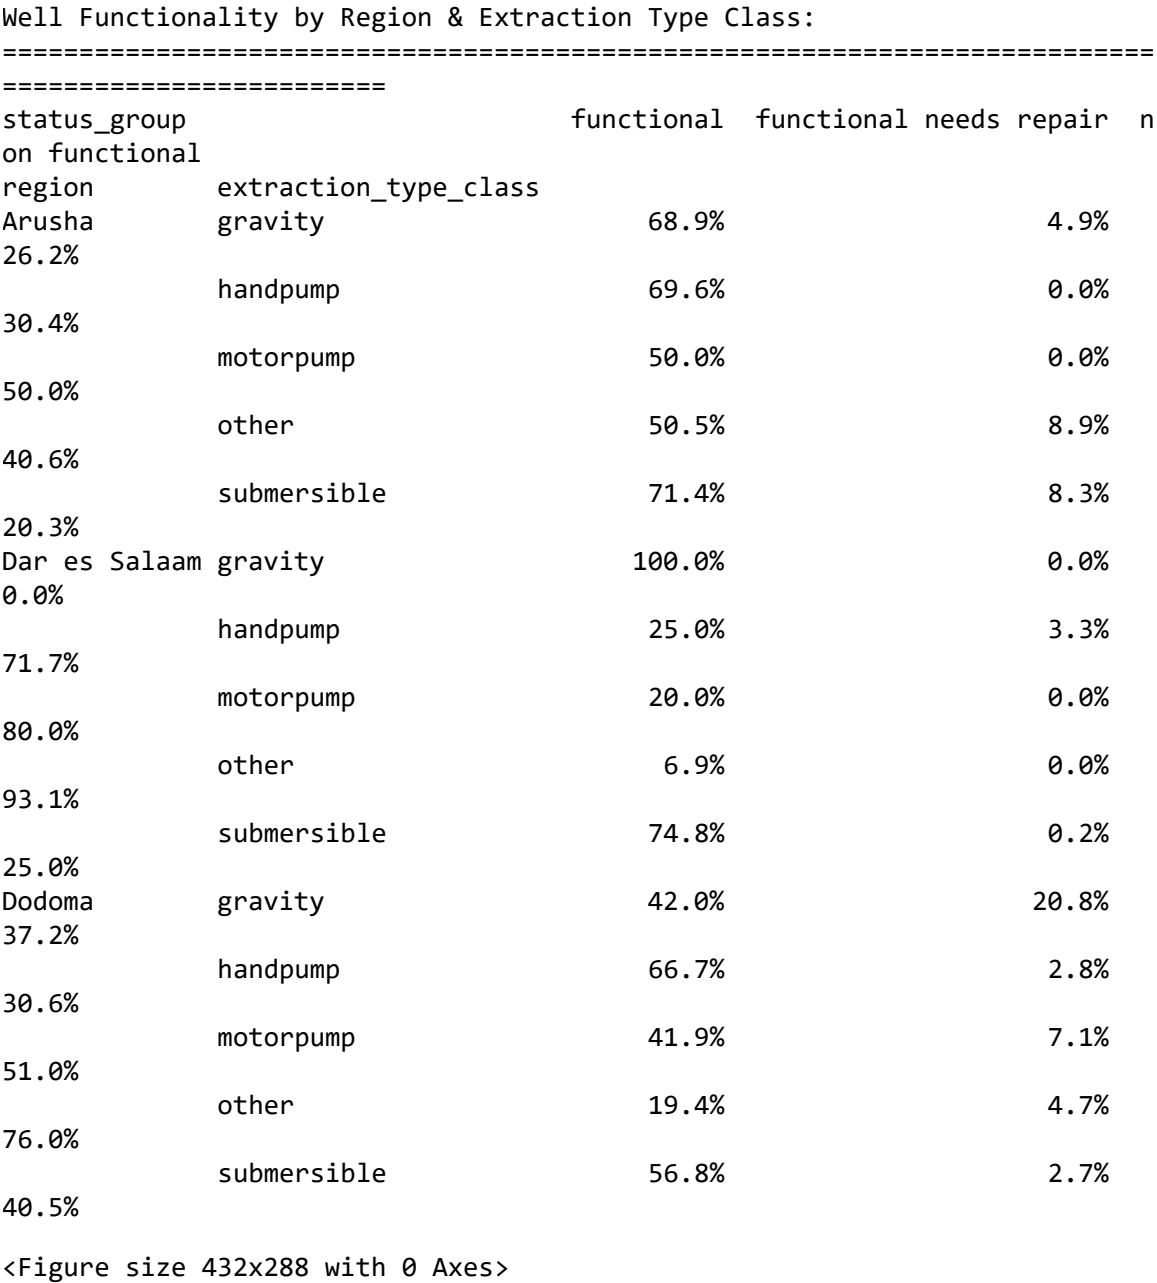 Well Functionality by Region & Extraction Type Class:
===========================================================================
=========================
status_group                         functional  functional needs repair  n
on functional
region        extraction_type_class
Arusha        gravity                     68.9%                    4.9%
26.2%
              handpump                    69.6%                    0.0%
30.4%
              motorpump                   50.0%                    0.0%
50.0%
              other                       50.5%                    8.9%
40.6%
              submersible                 71.4%                    8.3%
20.3%
Dar es Salaam gravity                    100.0%                    0.0%
0.0%
              handpump                    25.0%                    3.3%
71.7%
              motorpump                   20.0%                    0.0%
80.0%
              other                        6.9%                    0.0%
93.1%
              submersible                 74.8%                    0.2%
25.0%
Dodoma        gravity                     42.0%                   20.8%
37.2%
              handpump                    66.7%                    2.8%
30.6%
              motorpump                   41.9%                    7.1%
51.0%
              other                       19.4%                    4.7%
76.0%
              submersible                 56.8%                    2.7%
40.5%
<Figure size 432x288 with 0 Axes>